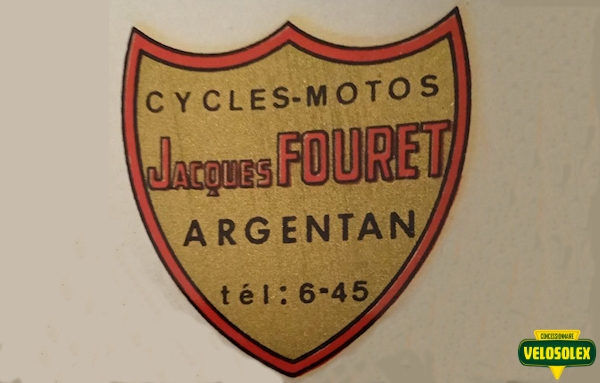 CYCLES-MOTOS
JACQUES FOURET
ARGENTAN
tél: 6-45
CONCESSIONNAIRE
VELOSOLEX